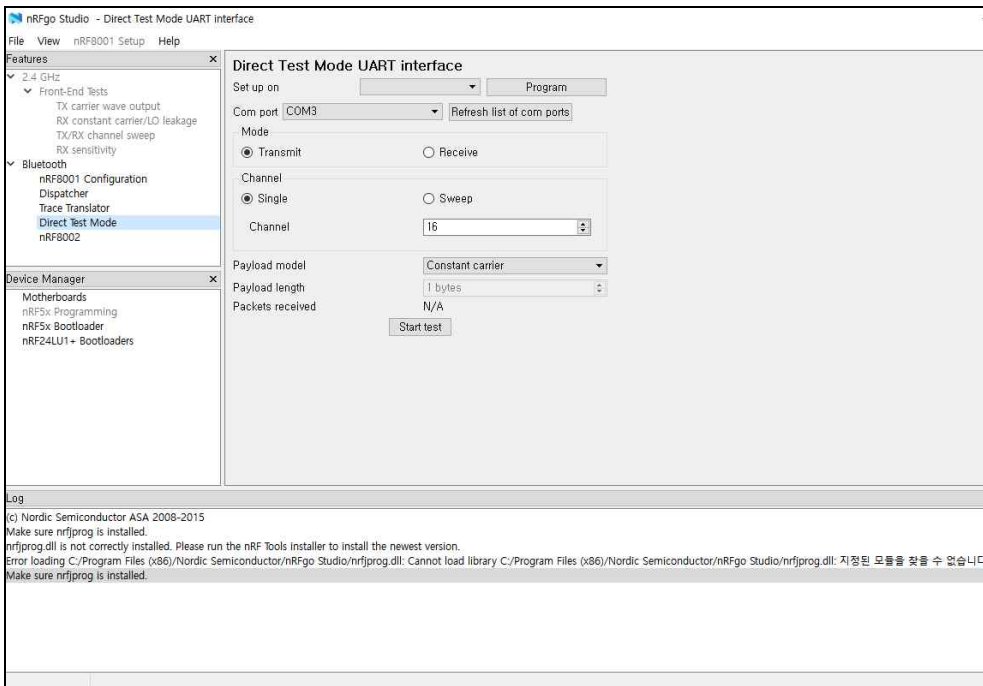 nRFgo Studio - Direct Test Mode UART interface
File View nRF8001 Setup Help
Features
2.4 GHz
Front-End Tests
TX carrier wave output
RX constant carrier/LO leakage
TX/RX channel sweep
RX sensitivity
Bluetooth
nRF8001 Configuration
Dispatcher
Trace Translator
Direct Test Mode
nRF8002
Device Manager
Motherboards
nRF5x Programming
nRF5x Bootloader
nRF24LU1+ Bootloaders
Direct Test Mode UART interface
Set up on Program
Com port COM3 Refresh list of com ports
Mode
Transmit Receive
Channel
Single Sweep
Channel 16
Payload model Constant carrier
Payload length 1 bytes
Packets received N/A
Start test
Log
(c) Nordic Semiconductor ASA 2008-2015
Make sure nrfjprog is installed.
nrfjprog.dll is not correctly installed. Please run the nRF Tools installer to install the newest version.
Error loading C:/Program Files (x86)/Nordic Semiconductor/nRFgo Studio/nrfjprog.dll: Cannot load library C:/Program Files (x86)/Nordic Semiconductor/nRFgo Studio/nrfjprog.dll: 지정된 모듈을 찾을 수 없습니다
Make sure nrfjprog is installed.